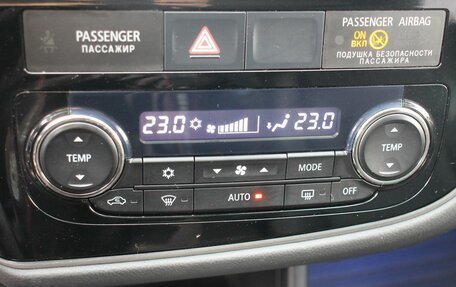 PASSENGER
ПАССАЖИР
PASSENGER AIRBAG
ON
ВКЛ
ПОДУШКА БЕЗОПАСНОСТИ
ПАССАЖИРА
23.0 23.0
TEMP
TEMP
MODE
AUTO
OFF